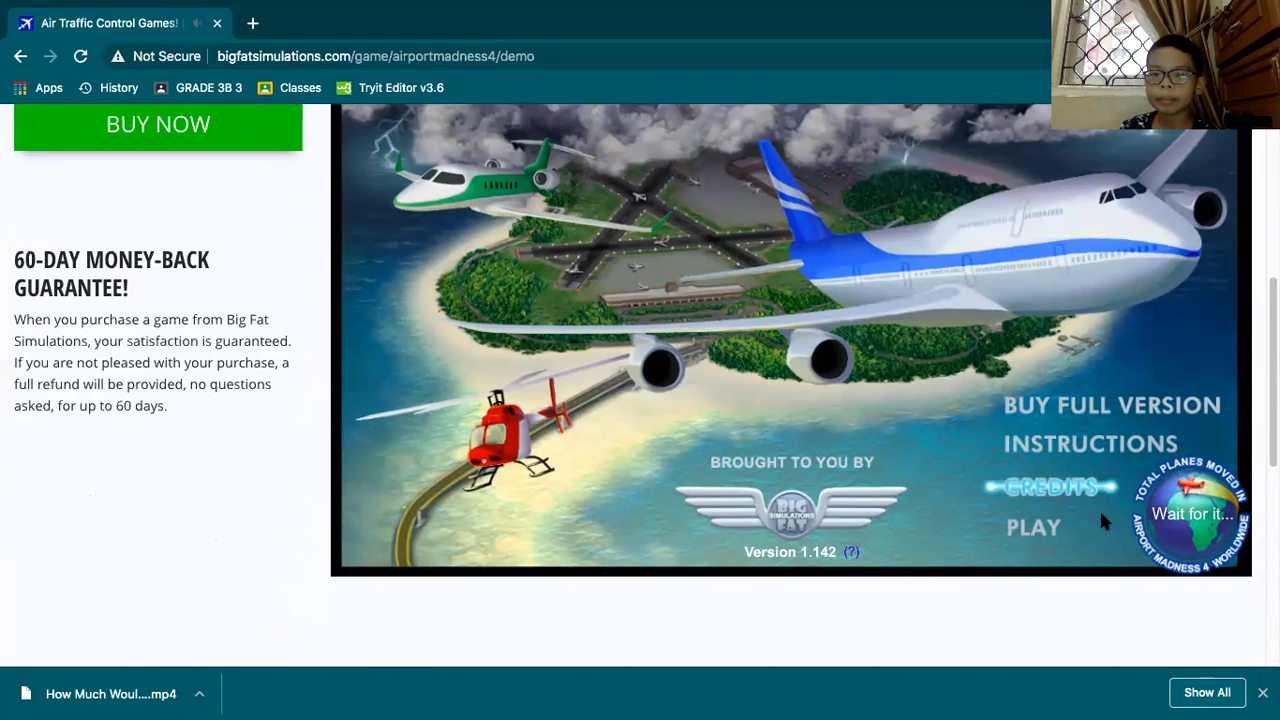 Air Traffic Control Games!
Not Secure
bigfatsimulations.com/game/airportmadness4/demo
Apps
History
GRADE 3B 3
Classes
Tryit Editor v3.6
BUY NOW
60-DAY MONEY-BACK
GUARANTEE!
When you purchase a game from Big Fat
Simulations, your satisfaction is guaranteed.
If you are not pleased with your purchase, a
full refund will be provided, no questions
asked, for up to 60 days.
BUY FULL VERSION
INSTRUCTIONS
CREDITS
PLAY
BROUGHT TO YOU BY
BIG
SIMULATIONS
FAT
Version 1.142 (?)
TOTAL PLANES MOVED IN
Wait for it...
AIRPORT MADNESS 4 WORLDWIDE
How Much Woul....mp4
Show All